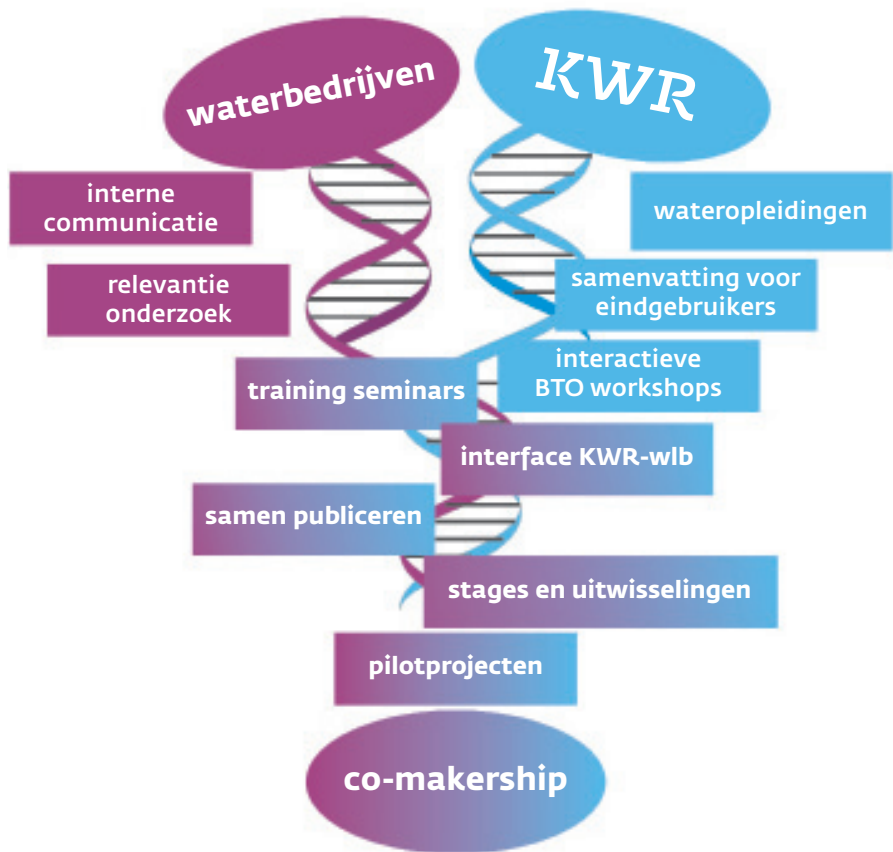 waterbedrijven
KWR
interne
communicatie
wateropleidingen
relevantie
onderzoek
samenvatting voor
eindgebruikers
interactieve
BTO workshops
training seminars
interface KWR-wlb
samen publiceren
stages en uitwisselingen
pilotprojecten
co-makership